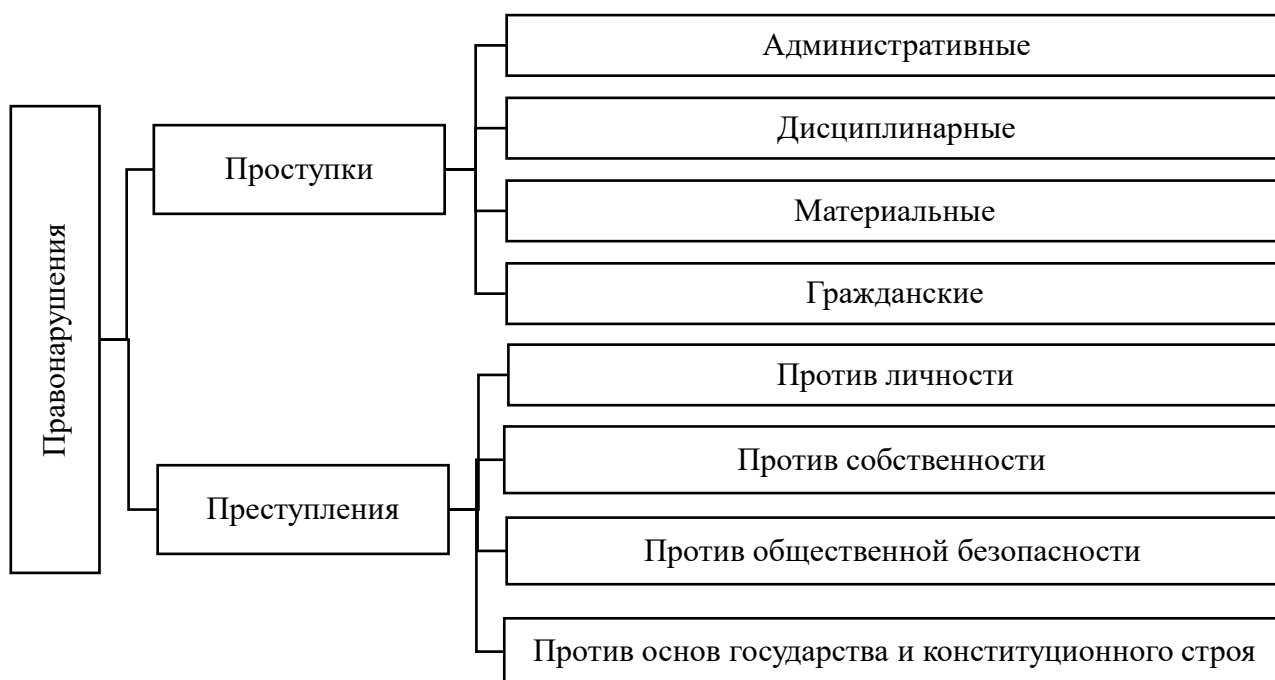 Правонарушения
Проступки
Административные
Дисциплинарные
Материальные
Гражданские
Преступления
Против личности
Против собственности
Против общественной безопасности
Против основ государства и конституционного строя